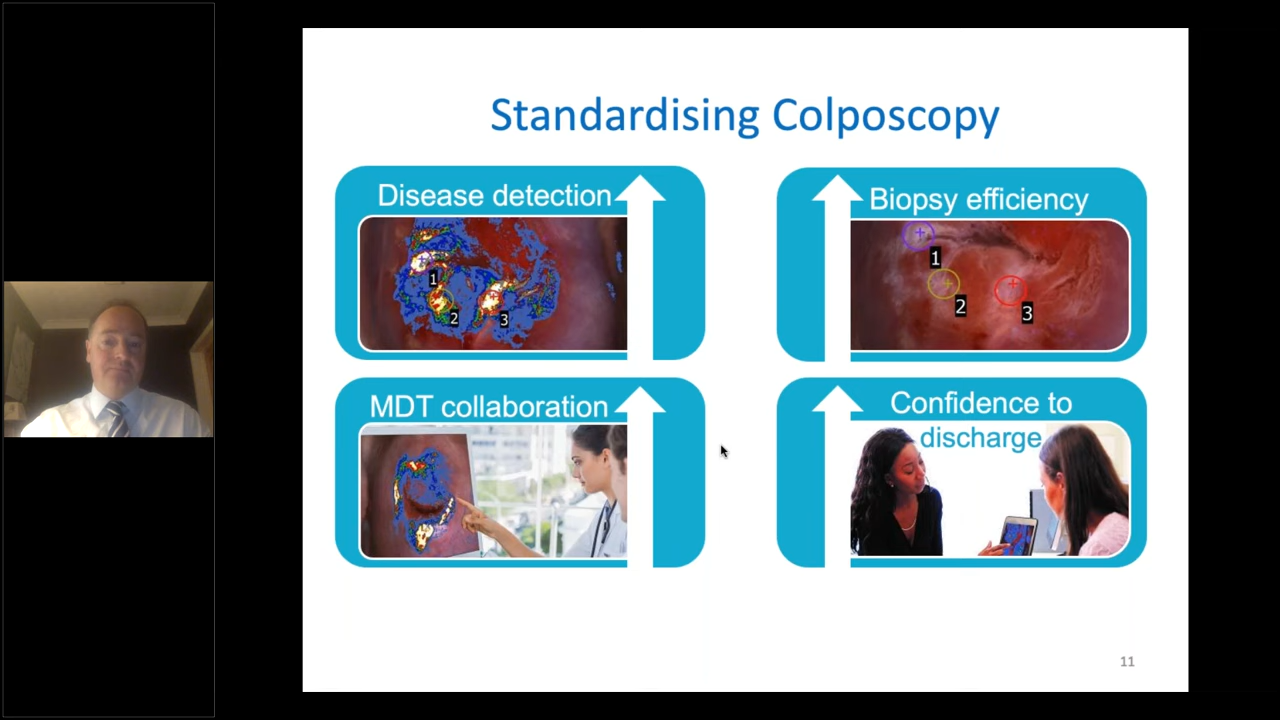 Standardising Colposcopy
Disease detection
1
2
3
Biopsy efficiency
1
2
3
MDT collaboration
Confidence to
discharge
11